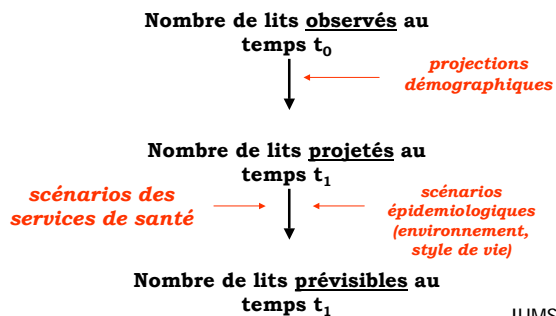 Nombre de lits observés au
temps t₀
projections
démographiques
Nombre de lits projetés au
temps t₁
scénarios des
services de santé
scénarios
épidemiologiques
(environnement,
style de vie)
Nombre de lits prévisibles au
temps t₁